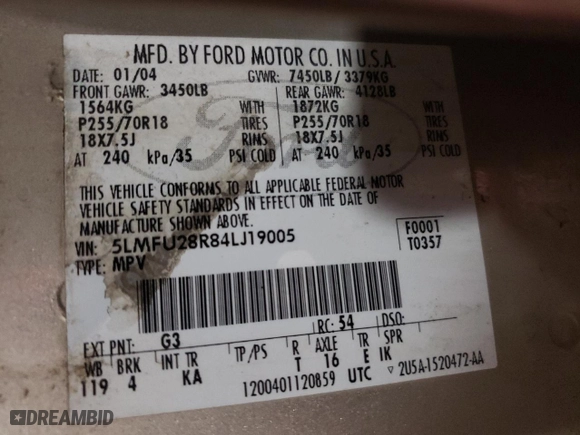 MFD. BY FORD MOTOR CO. IN U.S.A.
DATE: 01/04 GVWR: 7450LB / 3379KG
FRONT GAWR: 3450LB REAR GAWR: 4128LB
1564KG WITH 1872KG WITH
P255/70R18 TIRES P255/70R18 TIRES
18X7.5J RIMS 18X7.5J RIMS
AT 240 kPa/35 PSI COLD AT 240 kPa/35 PSI COLD
Ford
THIS VEHICLE CONFORMS TO ALL APPLICABLE FEDERAL MOTOR
VEHICLE SAFETY STANDARDS IN EFFECT ON THE DATE OF
MANUFACTURE SHOWN ABOVE.
VIN: 5LMFU28R84LJ19005 F0001
TYPE: MPV T0357
EXT PNT: G3 RC: 54 DSO:
WB BRK INT TR TP/PS R AXLE TR SPR
119 4 KA T 16 E IK
1200401120859 UTC ▽ 2U5A-1520472-AA
DREAMBID